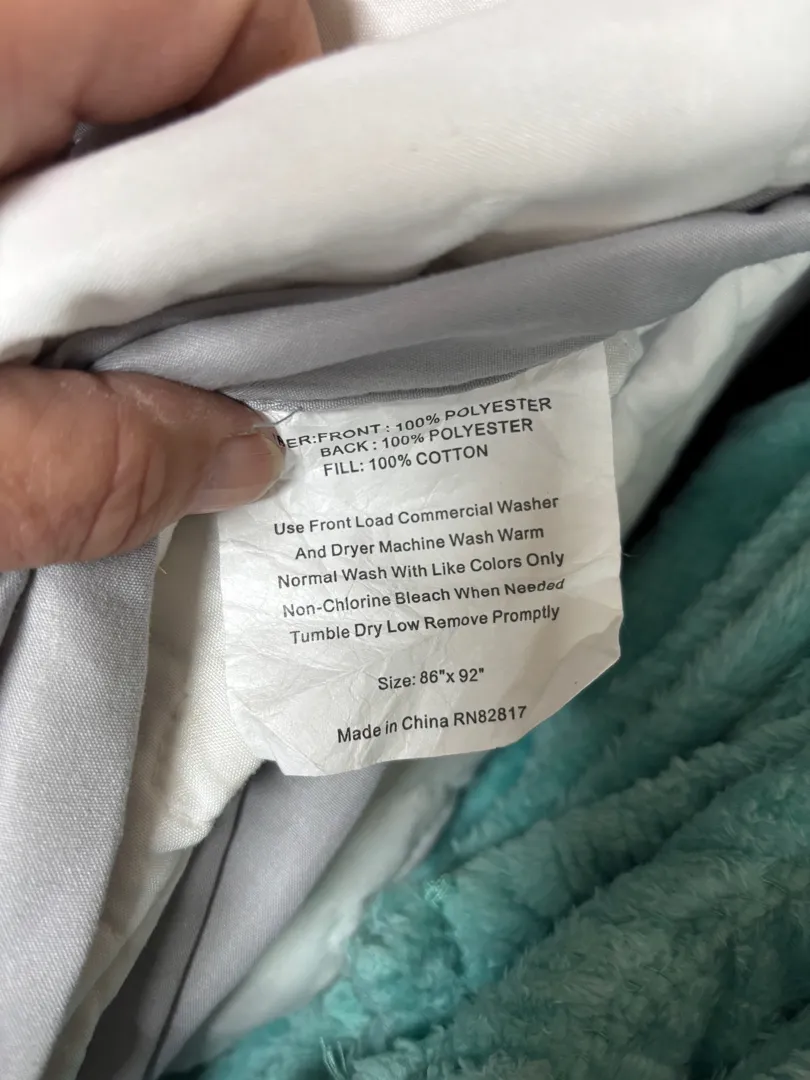 ER:FRONT : 100% POLYESTER
BACK : 100% POLYESTER
FILL: 100% COTTON
Use Front Load Commercial Washer
And Dryer Machine Wash Warm
Normal Wash With Like Colors Only
Non-Chlorine Bleach When Needed
Tumble Dry Low Remove Promptly
Size: 86"x 92"
Made in China RN82817